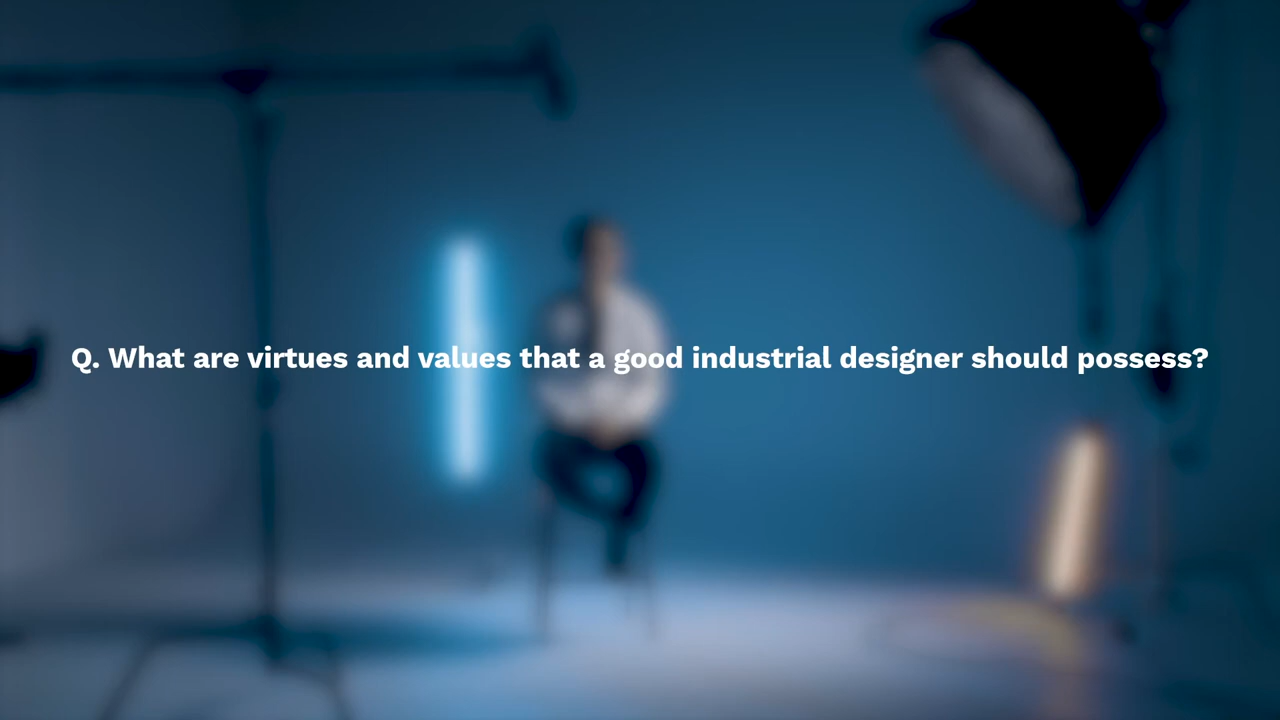 Q. What are virtues and values that a good industrial designer should possess?